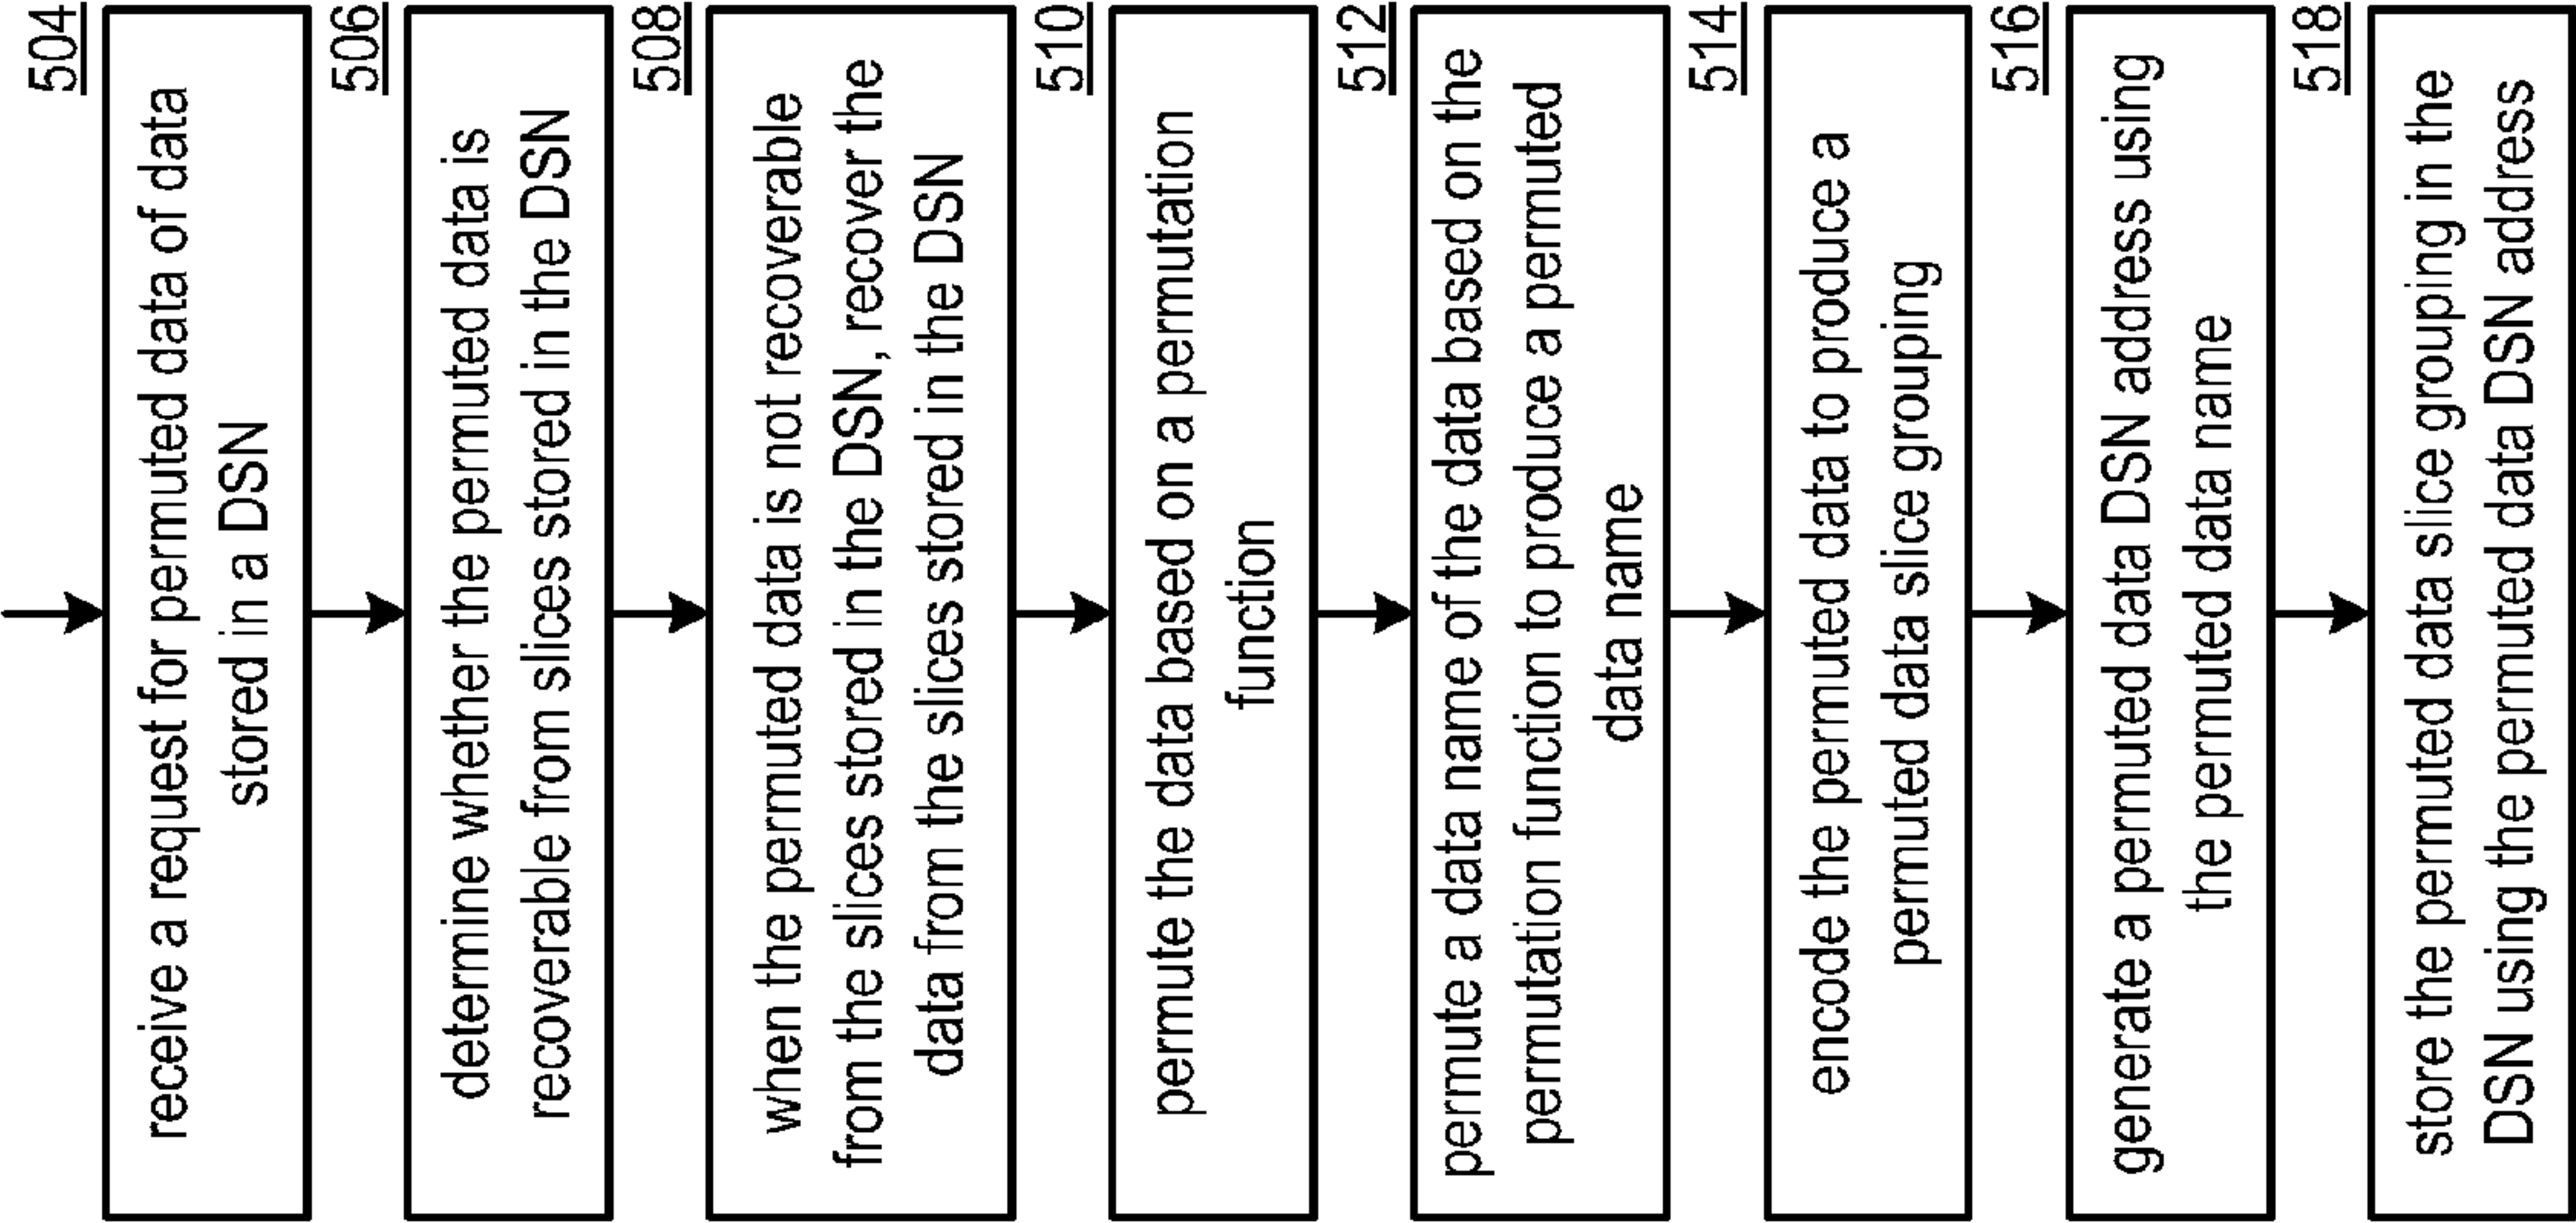 504
receive a request for permuted data of data
stored in a DSN
506
determine whether the permuted data is
recoverable from slices stored in the DSN
508
when the permuted data is not recoverable
from the slices stored in the DSN, recover the
data from the slices stored in the DSN
510
permute the data based on a permutation
function
512
permute a data name of the data based on the
permutation function to produce a permuted
data name
514
encode the permuted data to produce a
permuted data slice grouping
516
generate a permuted data DSN address using
the permuted data name
518
store the permuted data slice grouping in the
DSN using the permuted data DSN address